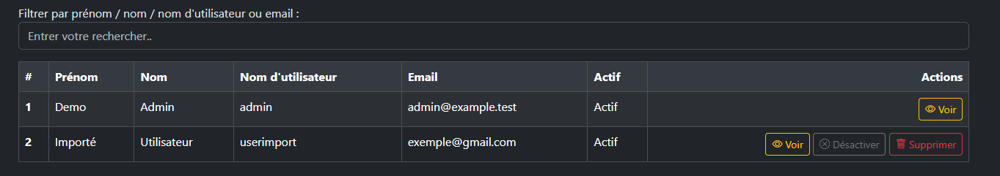 Filtrer par prénom / nom / nom d'utilisateur ou email :
Entrer votre rechercher..
# Prénom Nom Nom d'utilisateur Email Actif Actions
1 Demo Admin admin admin@example.test Actif Voir
2 Importé Utilisateur userimport exemple@gmail.com Actif Voir Désactiver Supprimer